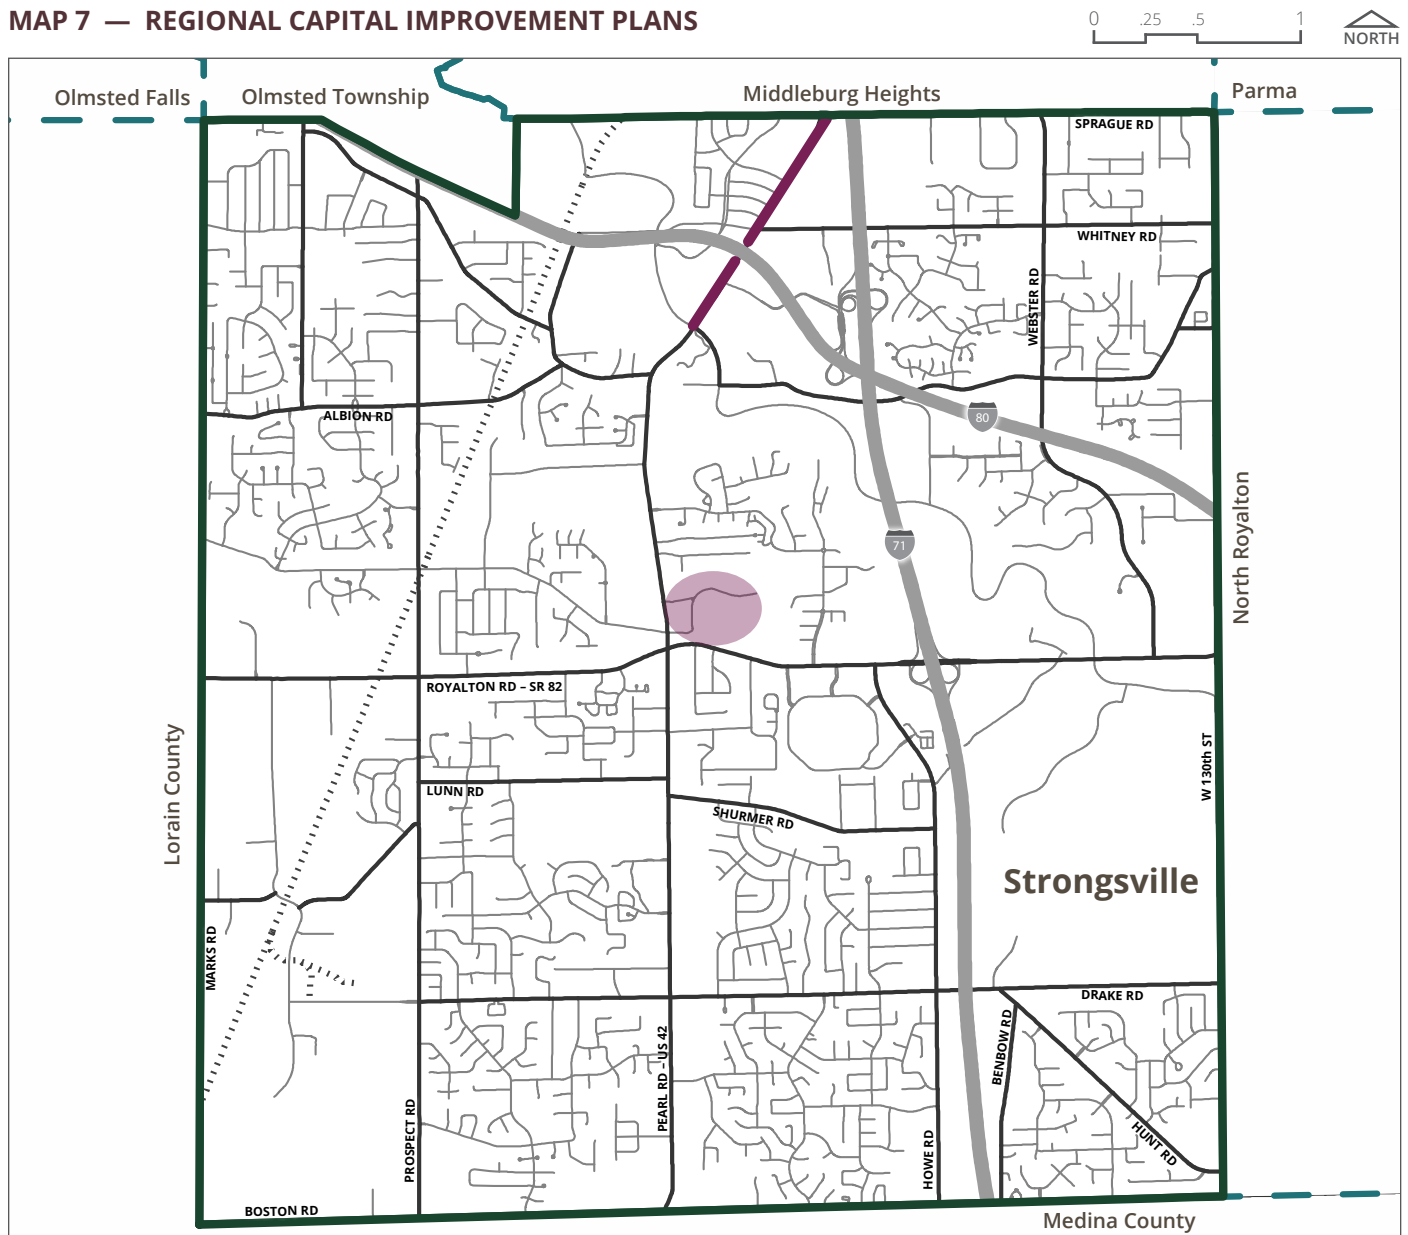 MAP 7 — REGIONAL CAPITAL IMPROVEMENT PLANS
0 .25 .5 1
NORTH
Olmsted Falls
Olmsted Township
Middleburg Heights
Parma
SPRAGUE RD
WHITNEY RD
WEBSTER RD
ALBION RD
80
71
North Royalton
ROYALTON RD – SR 82
Lorain County
W 130th ST
LUNN RD
SHURMER RD
Strongsville
MARKS RD
DRAKE RD
BENBOW RD
PEARL RD – US 42
PROSPECT RD
HOWE RD
HUNT RD
BOSTON RD
Medina County